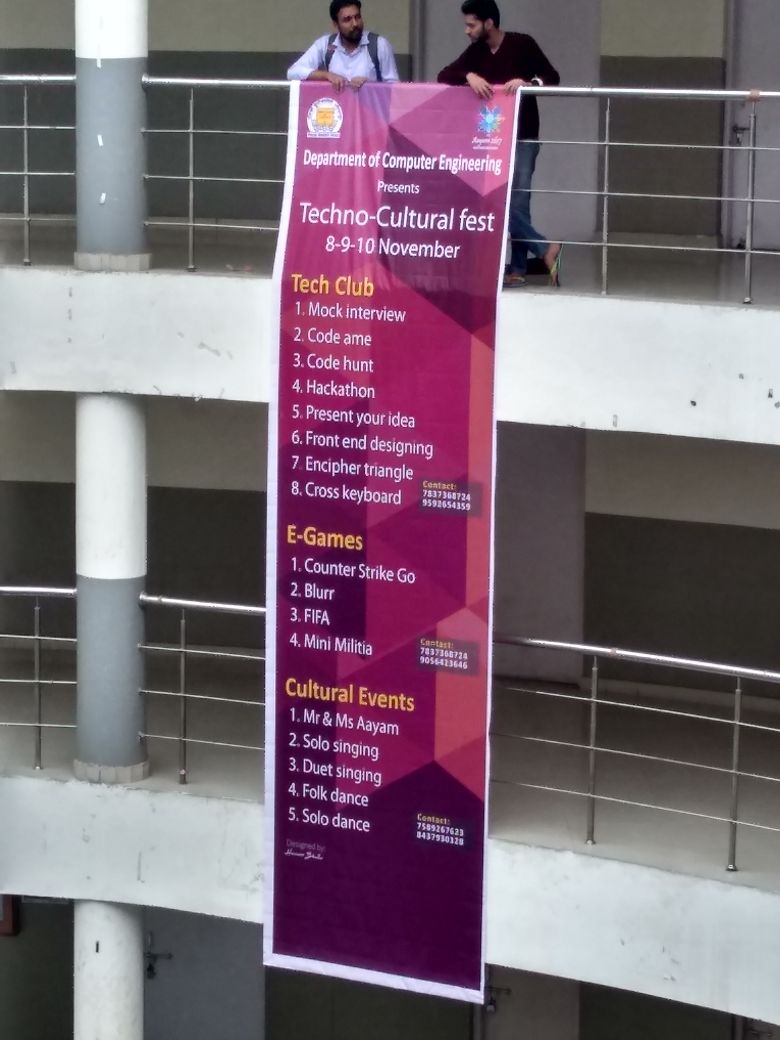 Aayam 2k17
Department of Computer Engineering
Presents
Techno-Cultural fest
8-9-10 November
Tech Club
1. Mock interview
2. Code ame
3. Code hunt
4. Hackathon
5. Present your idea
6. Front end designing
7. Encipher triangle
8. Cross keyboard
Contact:
7837368724
9592654359
E-Games
1. Counter Strike Go
2. Blurr
3. FIFA
4. Mini Militia
Contact:
7837368724
9056423646
Cultural Events
1. Mr & Ms Aayam
2. Solo singing
3. Duet singing
4. Folk dance
5. Solo dance
Contact:
7589267623
8437930328
Designed by: